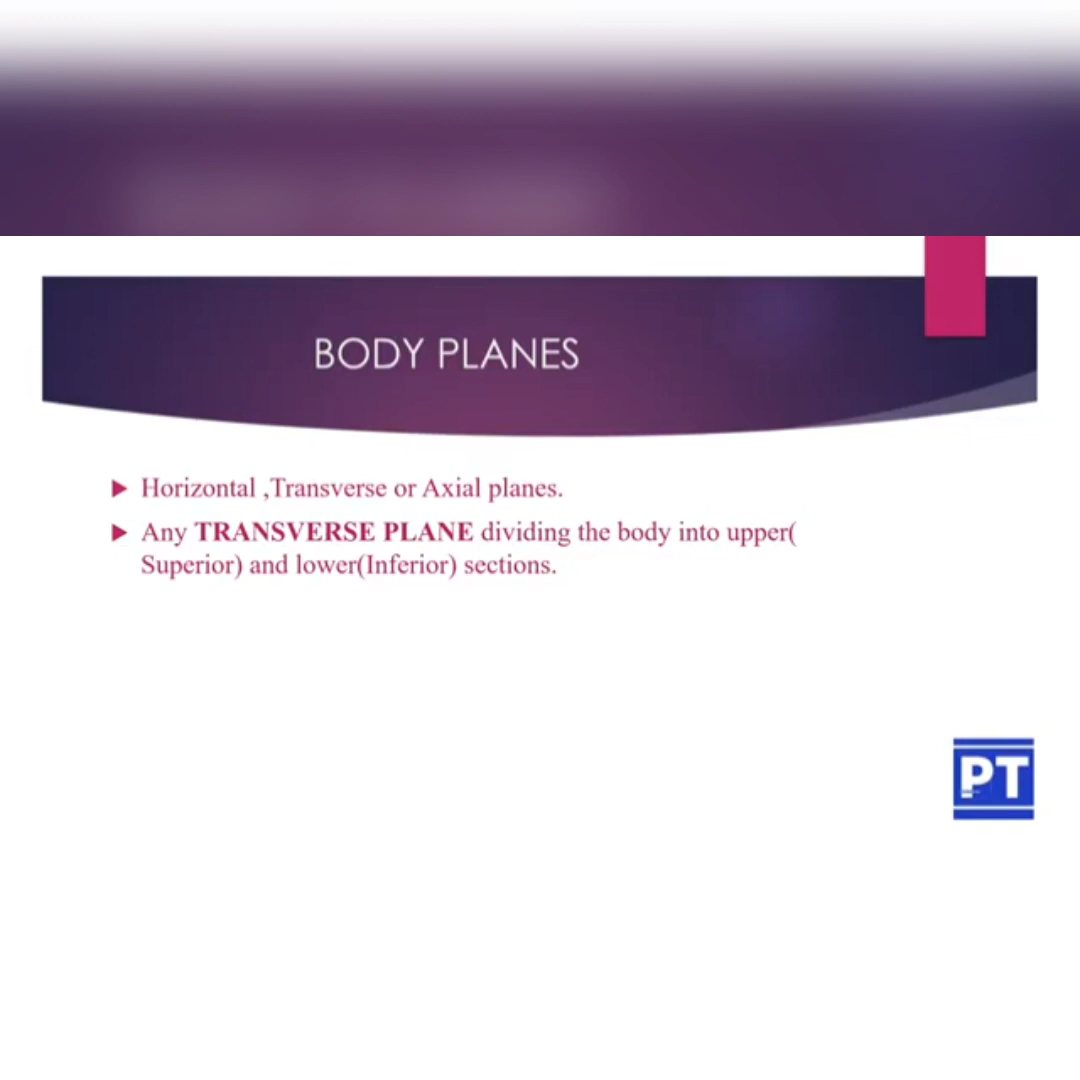 BODY PLANES
Horizontal ,Transverse or Axial planes.
Any TRANSVERSE PLANE dividing the body into upper(
Superior) and lower(Inferior) sections.
PT